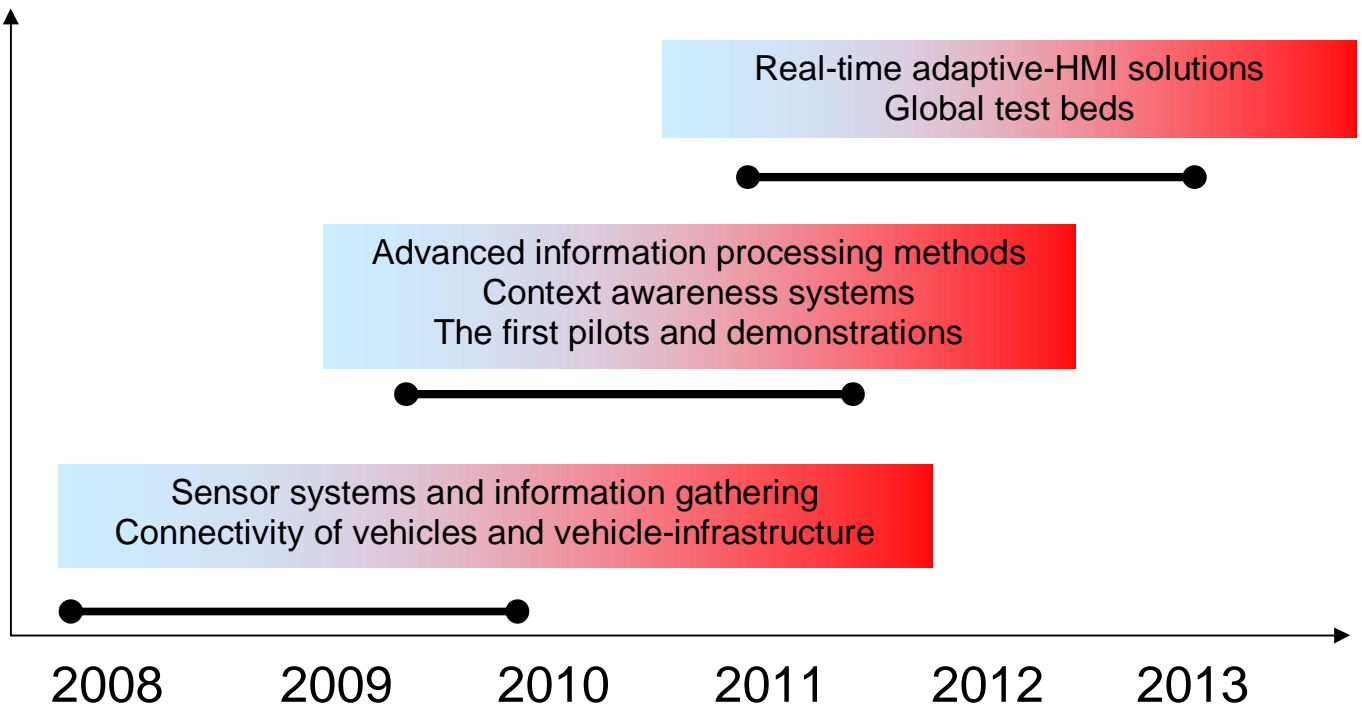 Real-time adaptive-HMI solutions
Global test beds
Advanced information processing methods
Context awareness systems
The first pilots and demonstrations
Sensor systems and information gathering
Connectivity of vehicles and vehicle-infrastructure
2008 2009 2010 2011 2012 2013